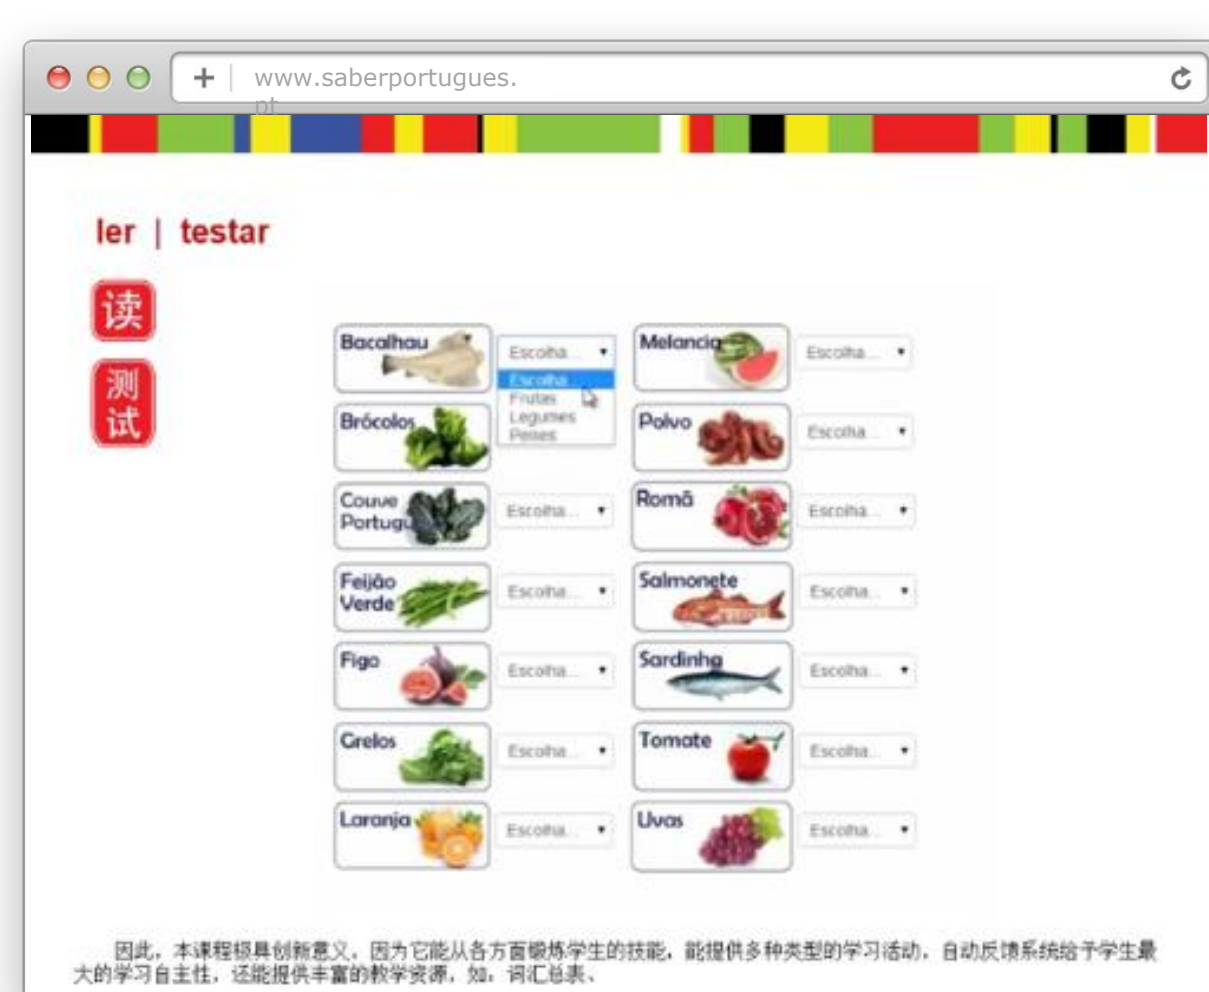 www.saberportugues.
pt
ler | testar
读
测
试
Bacalhau
Escolha...
Escolha...
Frutas
Legumes
Peixes
Melancia
Escolha...
Brócolos
Polvo
Escolha...
Couve
Portugu
Escolha...
Romã
Escolha...
Feijão
Verde
Escolha...
Salmonete
Escolha...
Figo
Escolha...
Sardinha
Escolha...
Grelos
Escolha...
Tomate
Escolha...
Laranja
Escolha...
Uvas
Escolha...
因此，本课程极具创新意义，因为它能从各方面锻炼学生的技能，能提供多种类型的学习活动，自动反馈系统给予学生最
大的学习自主性，还能提供丰富的教学资源，如：词汇总表、